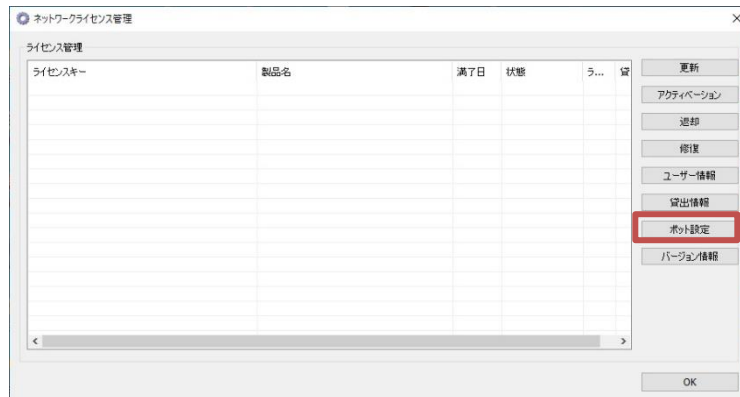 ネットワークライセンス管理
ライセンス管理
ライセンスキー 製品名 満了日 状態 ラ... 貸
更新
アクティベーション
返却
修復
ユーザー情報
貸出情報
ポット設定
バージョン情報
OK